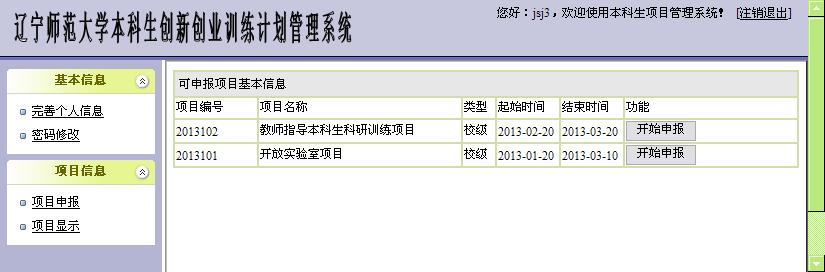 辽宁师范大学本科生创新创业训练计划管理系统
您好：jsj3，欢迎使用本科生项目管理系统！ [注销退出]
基本信息
完善个人信息
密码修改
项目信息
项目申报
项目显示
可申报项目基本信息
项目编号 项目名称 类型 起始时间 结束时间 功能
2013102 教师指导本科生科研训练项目 校级 2013-02-20 2013-03-20 开始申报
2013101 开放实验室项目 校级 2013-01-20 2013-03-10 开始申报